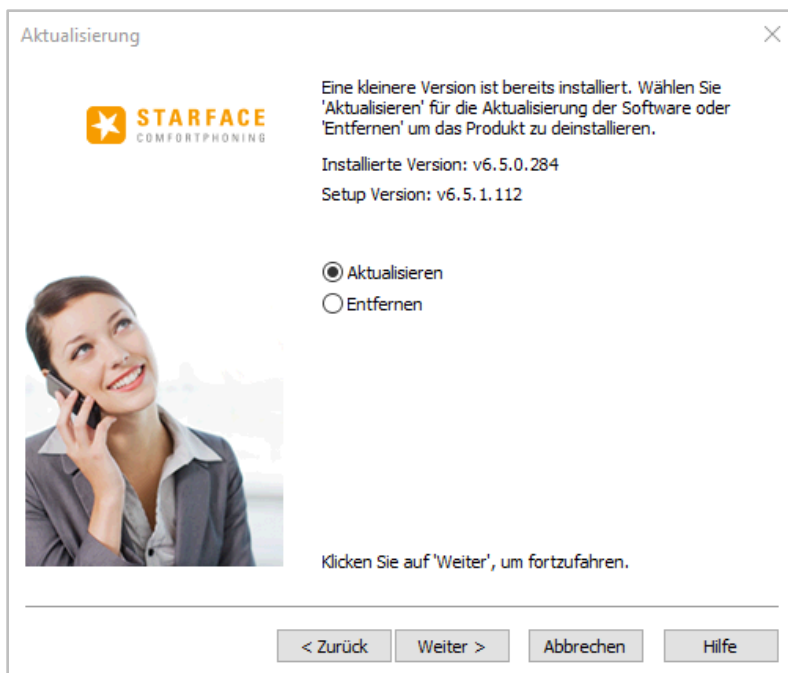 Aktualisierung
STARFACE
COMFORTPHONING
Eine kleinere Version ist bereits installiert. Wählen Sie
'Aktualisieren' für die Aktualisierung der Software oder
'Entfernen' um das Produkt zu deinstallieren.
Installierte Version: v6.5.0.284
Setup Version: v6.5.1.112
Aktualisieren
Entfernen
Klicken Sie auf 'Weiter', um fortzufahren.
< Zurück Weiter > Abbrechen Hilfe